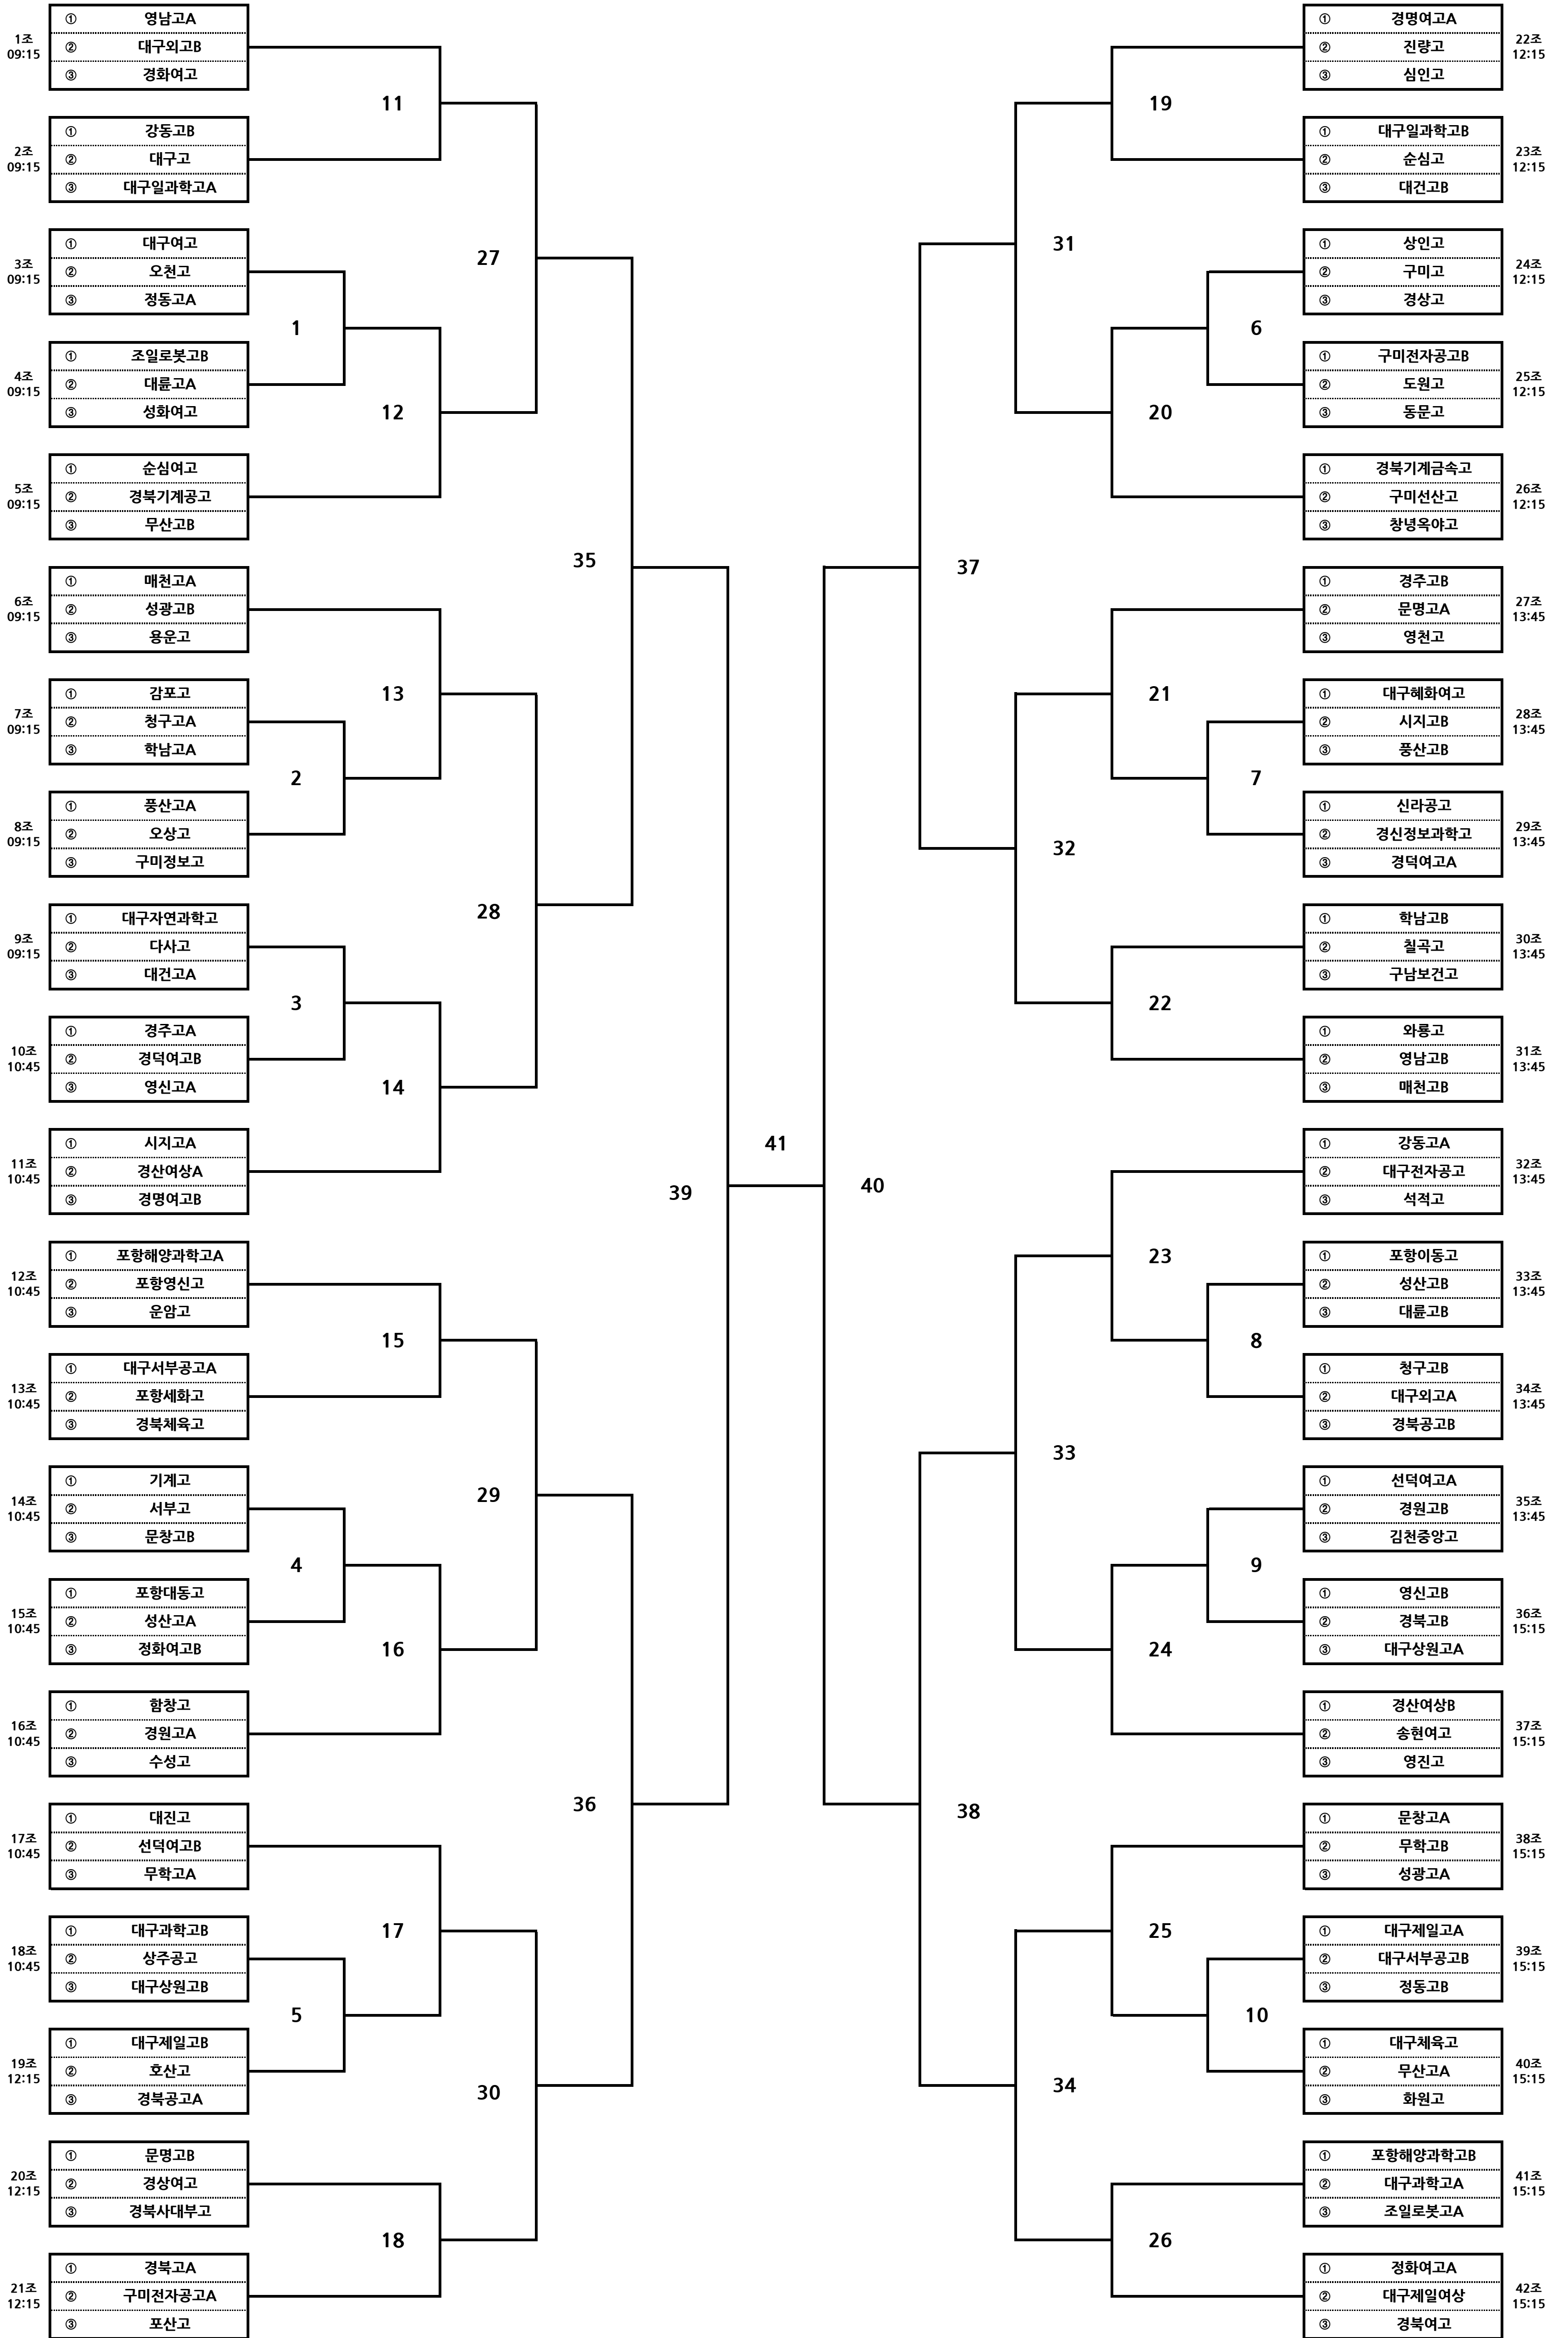 1조
09:15
① 영남고A
② 대구외고B
③ 경화여고
2조
09:15
① 강동고B
② 대구고
③ 대구일과학고A
3조
09:15
① 대구여고
② 오천고
③ 정동고A
4조
09:15
① 조일로봇고B
② 대륜고A
③ 성화여고
5조
09:15
① 순심여고
② 경북기계공고
③ 무산고B
6조
09:15
① 매천고A
② 성광고B
③ 용운고
7조
09:15
① 감포고
② 청구고A
③ 학남고A
8조
09:15
① 풍산고A
② 오상고
③ 구미정보고
9조
09:15
① 대구자연과학고
② 다사고
③ 대건고A
10조
10:45
① 경주고A
② 경덕여고B
③ 영신고A
11조
10:45
① 시지고A
② 경산여상A
③ 경명여고B
12조
10:45
① 포항해양과학고A
② 포항영신고
③ 운암고
13조
10:45
① 대구서부공고A
② 포항세화고
③ 경북체육고
14조
10:45
① 기계고
② 서부고
③ 문창고B
15조
10:45
① 포항대동고
② 성산고A
③ 정화여고B
16조
10:45
① 함창고
② 경원고A
③ 수성고
17조
10:45
① 대진고
② 선덕여고B
③ 무학고A
18조
10:45
① 대구과학고B
② 상주공고
③ 대구상원고B
19조
12:15
① 대구제일고B
② 호산고
③ 경북공고A
20조
12:15
① 문명고B
② 경상여고
③ 경북사대부고
21조
12:15
① 경북고A
② 구미전자공고A
③ 포산고
1
2
3
4
5
11
12
13
14
15
16
17
18
27
28
29
30
35
36
39
41
40
37
38
31
32
33
34
19
20
21
22
23
24
25
26
6
7
8
9
10
① 경명여고A
② 진량고
③ 심인고
22조
12:15
① 대구일과학고B
② 순심고
③ 대건고B
23조
12:15
① 상인고
② 구미고
③ 경상고
24조
12:15
① 구미전자공고B
② 도원고
③ 동문고
25조
12:15
① 경북기계금속고
② 구미선산고
③ 창녕옥야고
26조
12:15
① 경주고B
② 문명고A
③ 영천고
27조
13:45
① 대구혜화여고
② 시지고B
③ 풍산고B
28조
13:45
① 신라공고
② 경신정보과학고
③ 경덕여고A
29조
13:45
① 학남고B
② 칠곡고
③ 구남보건고
30조
13:45
① 와룡고
② 영남고B
③ 매천고B
31조
13:45
① 강동고A
② 대구전자공고
③ 석적고
32조
13:45
① 포항이동고
② 성산고B
③ 대륜고B
33조
13:45
① 청구고B
② 대구외고A
③ 경북공고B
34조
13:45
① 선덕여고A
② 경원고B
③ 김천중앙고
35조
13:45
① 영신고B
② 경북고B
③ 대구상원고A
36조
15:15
① 경산여상B
② 송현여고
③ 영진고
37조
15:15
① 문창고A
② 무학고B
③ 성광고A
38조
15:15
① 대구제일고A
② 대구서부공고B
③ 정동고B
39조
15:15
① 대구체육고
② 무산고A
③ 화원고
40조
15:15
① 포항해양과학고B
② 대구과학고A
③ 조일로봇고A
41조
15:15
① 정화여고A
② 대구제일여상
③ 경북여고
42조
15:15